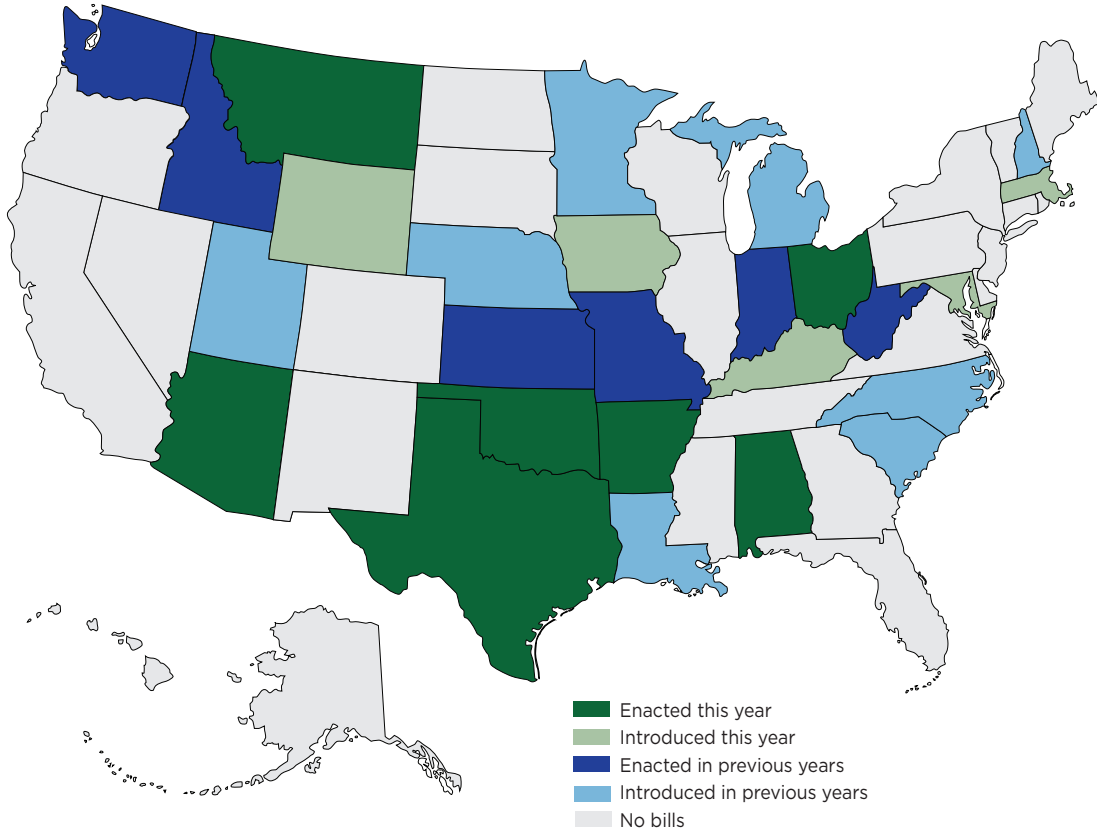 Enacted this year
Introduced this year
Enacted in previous years
Introduced in previous years
No bills